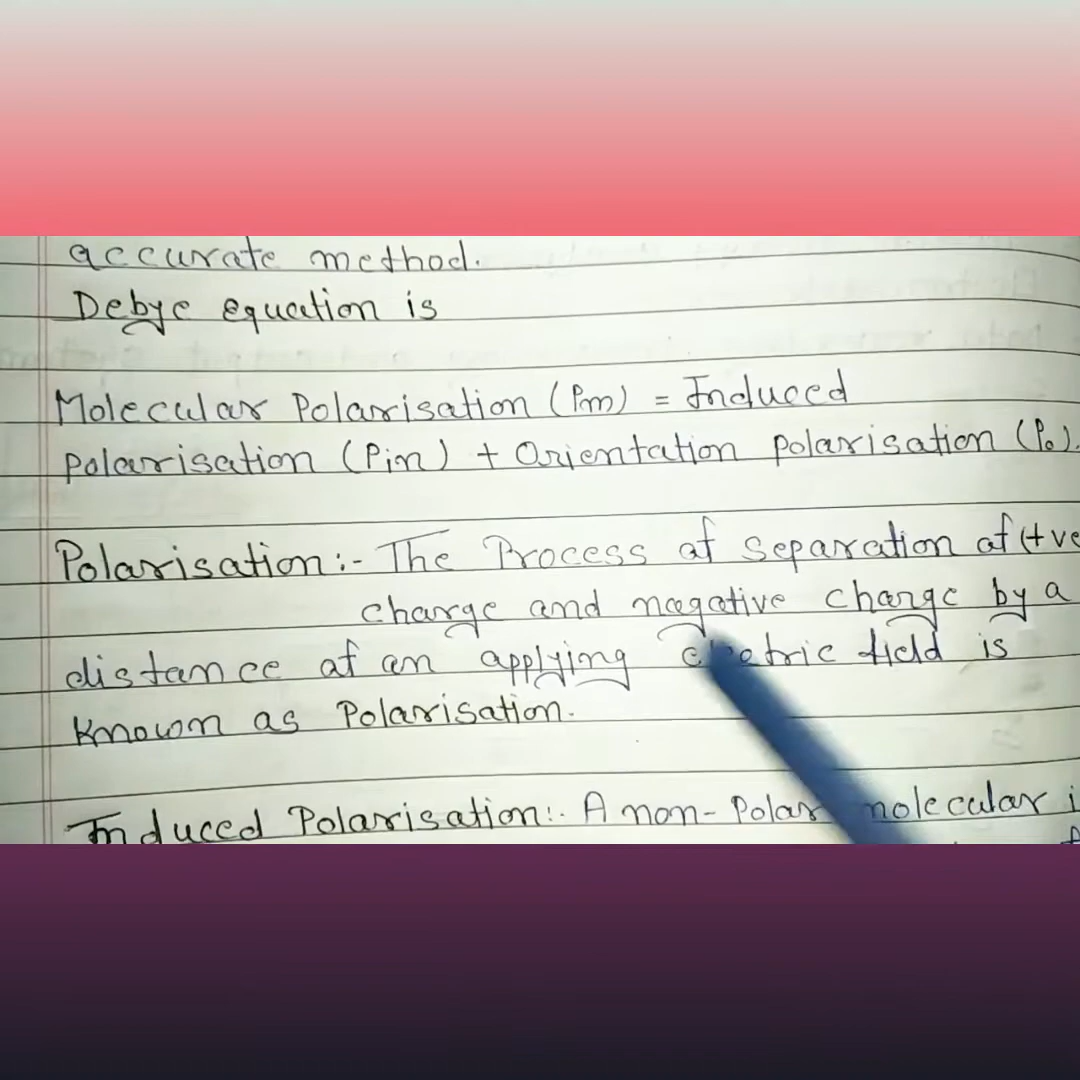 accurate method.
Debye equation is
Molecular Polarisation (Pm) = Induced
polarisation (Pin) + Orientation polarisation (Po).
Polarisation:- The Process of separation of (+ve
charge and nagative charge by a
distance of an applying electric field is
known as Polarisation.
Induced Polarisation:- A non-Polar molecular i